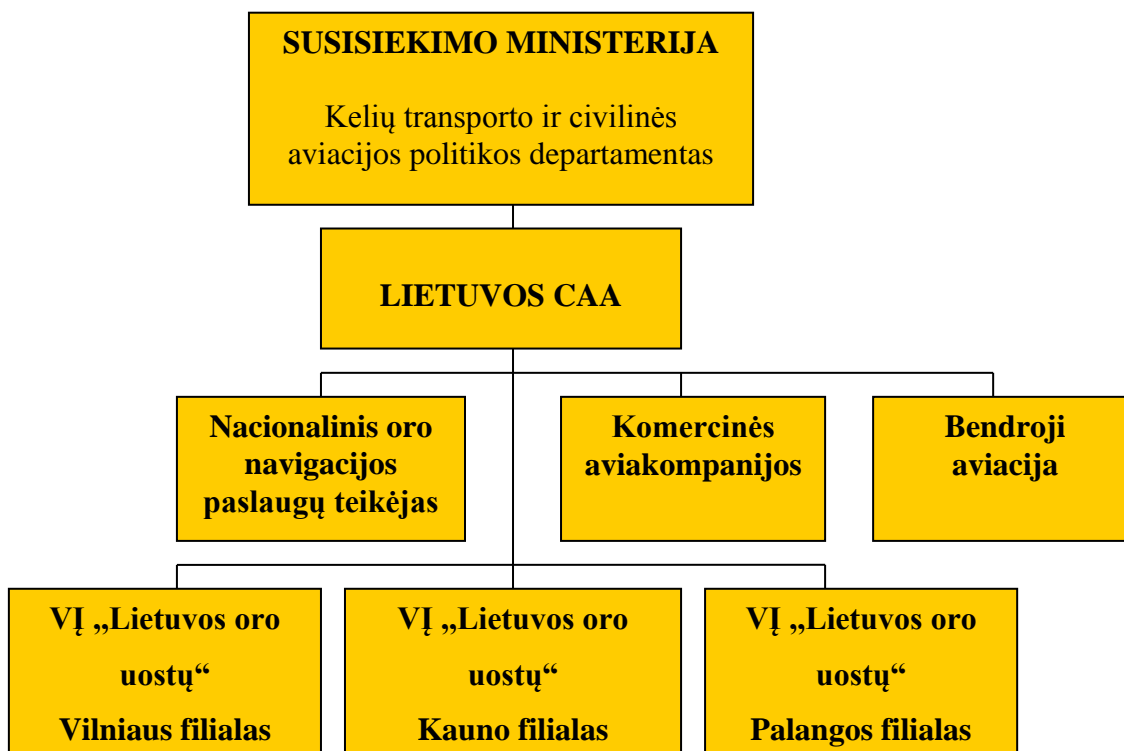 SUSISIEKIMO MINISTERIJA
Kelių transporto ir civilinės
aviacijos politikos departamentas
LIETUVOS CAA
Nacionalinis oro
navigacijos
paslaugų teikėjas
Komercinės
aviakompanijos
Bendroji
aviacija
VĮ „Lietuvos oro
uostų“
Vilniaus filialas
VĮ „Lietuvos oro
uostų“
Kauno filialas
VĮ „Lietuvos oro
uostų“
Palangos filialas